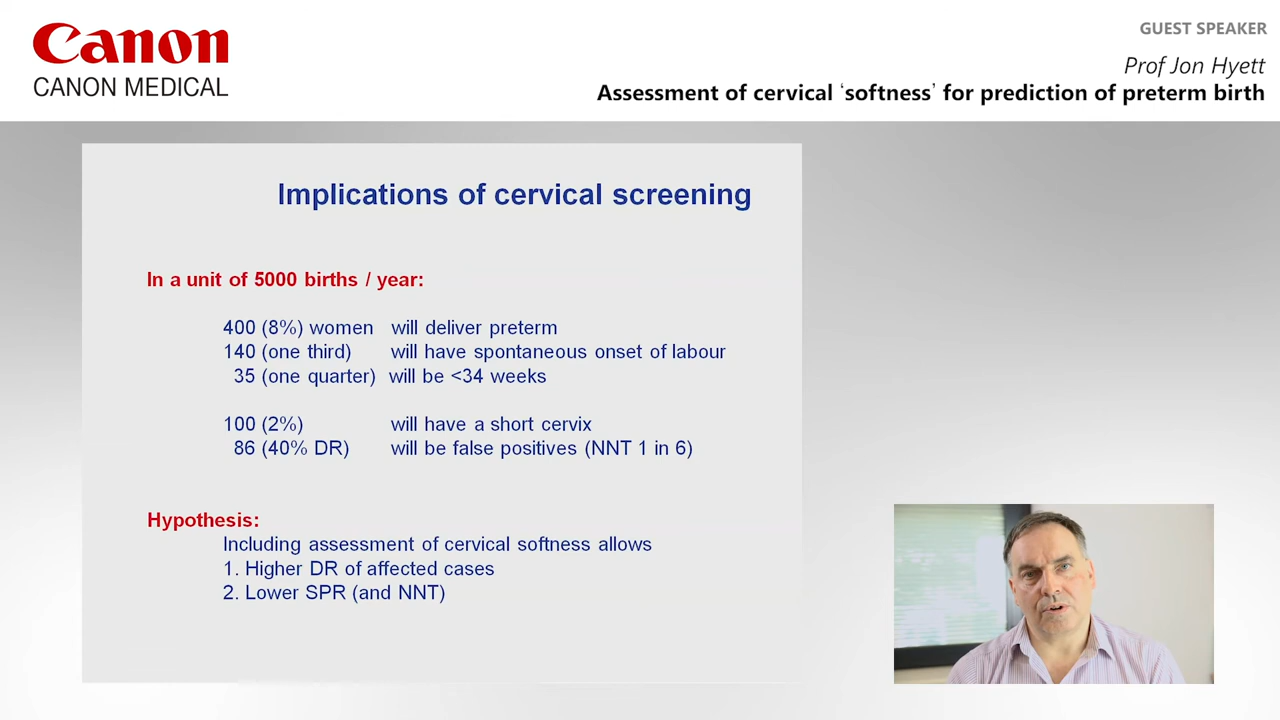 Canon
CANON MEDICAL
GUEST SPEAKER
Prof Jon Hyett
Assessment of cervical ‘softness’ for prediction of preterm birth
Implications of cervical screening
In a unit of 5000 births / year:
400 (8%) women will deliver preterm
140 (one third) will have spontaneous onset of labour
35 (one quarter) will be <34 weeks
100 (2%) will have a short cervix
86 (40% DR) will be false positives (NNT 1 in 6)
Hypothesis:
Including assessment of cervical softness allows
1. Higher DR of affected cases
2. Lower SPR (and NNT)